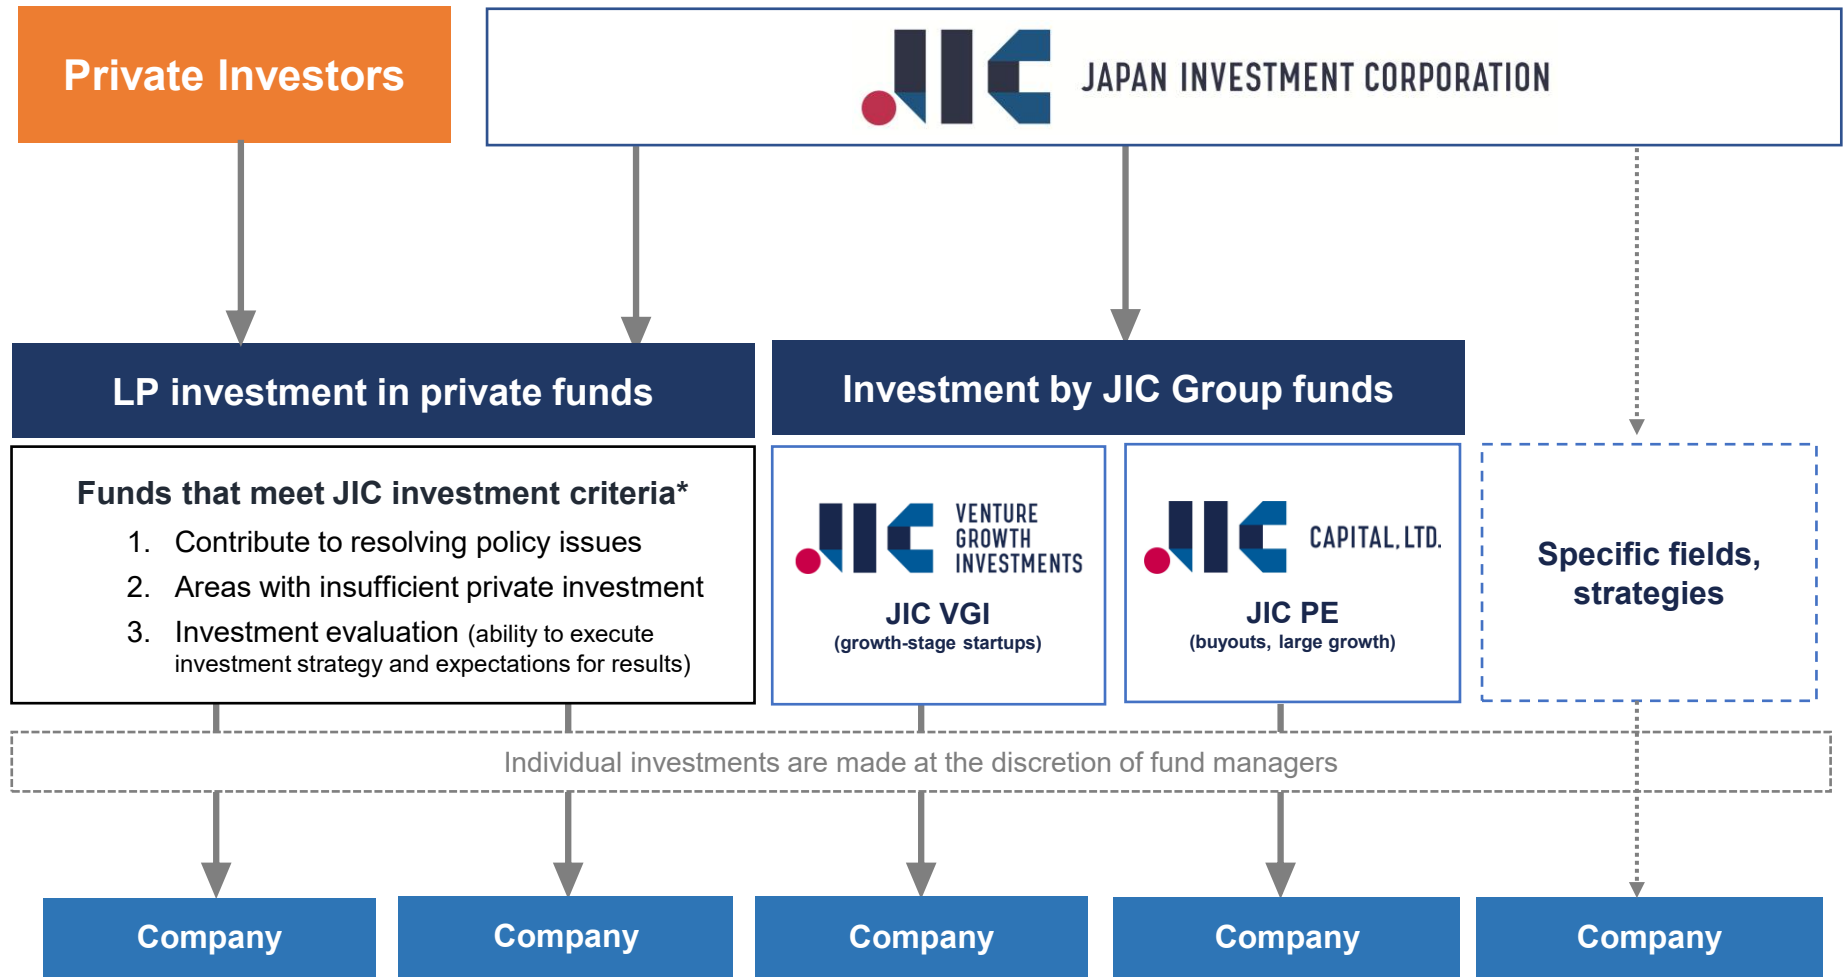 Private Investors
JIC JAPAN INVESTMENT CORPORATION
LP investment in private funds
Investment by JIC Group funds
Funds that meet JIC investment criteria*
1. Contribute to resolving policy issues
2. Areas with insufficient private investment
3. Investment evaluation (ability to execute
investment strategy and expectations for results)
JIC VENTURE
GROWTH
INVESTMENTS
JIC VGI
(growth-stage startups)
JIC CAPITAL, LTD.
JIC PE
(buyouts, large growth)
Specific fields,
strategies
Individual investments are made at the discretion of fund managers
Company
Company
Company
Company
Company